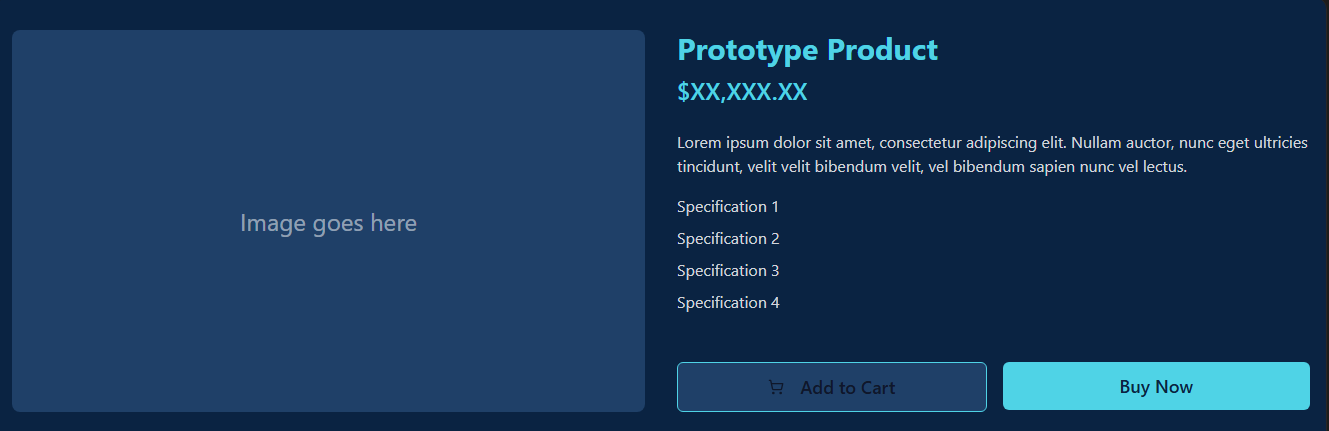 Prototype Product
$XX,XXX.XX
Lorem ipsum dolor sit amet, consectetur adipiscing elit. Nullam auctor, nunc eget ultricies
tincidunt, velit velit bibendum velit, vel bibendum sapien nunc vel lectus.
Image goes here
Specification 1
Specification 2
Specification 3
Specification 4
Add to Cart
Buy Now